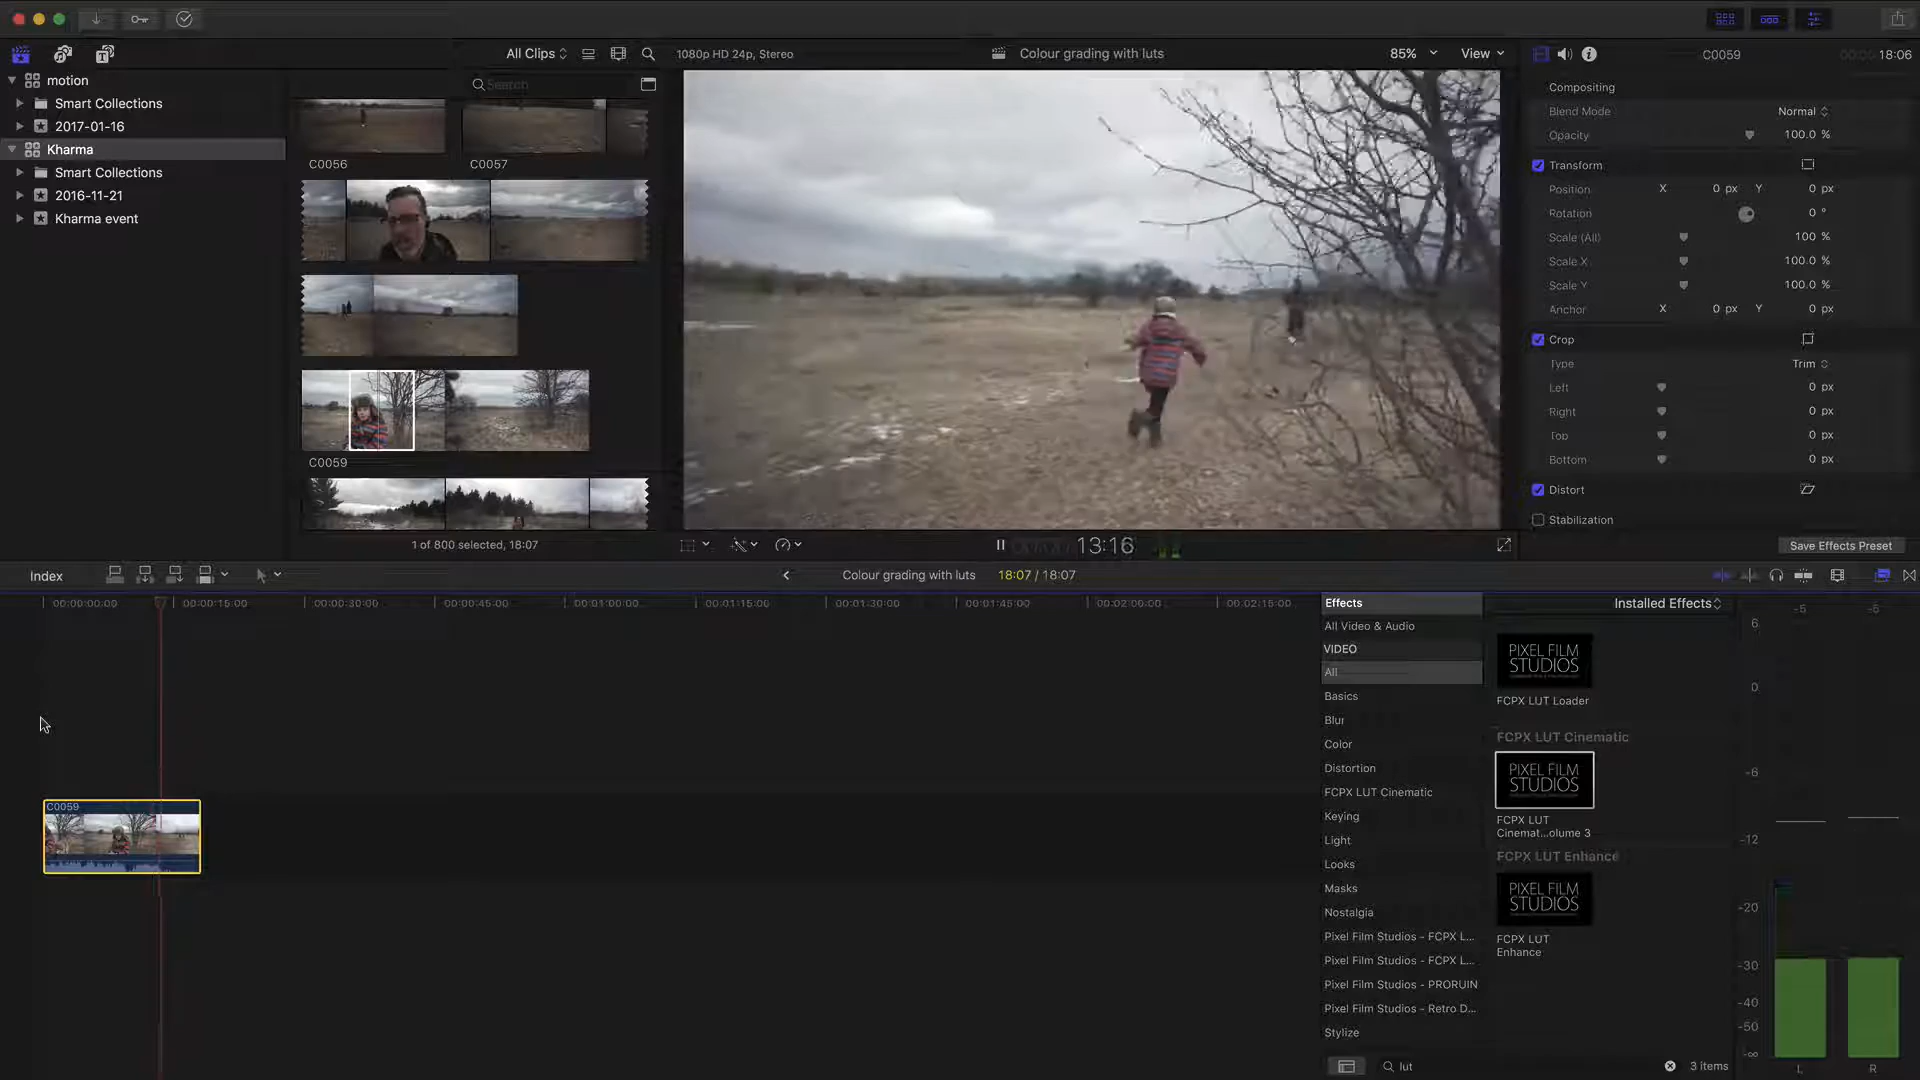 All Clips
1080p HD 24p, Stereo
Colour grading with luts
85%
View
C0059
18:06
motion
Smart Collections
2017-01-16
Kharma
Smart Collections
2016-11-21
Kharma event
Search
C0056
C0057
C0059
1 of 800 selected, 18:07
13:16
Compositing
Blend Mode
Normal
Opacity
100.0 %
Transform
Position
X
0 px
Y
0 px
Rotation
0 °
Scale (All)
100 %
Scale X
100.0 %
Scale Y
100.0 %
Anchor
X
0 px
Y
0 px
Crop
Type
Trim
Left
0 px
Right
0 px
Top
0 px
Bottom
0 px
Distort
Stabilization
Save Effects Preset
Index
Colour grading with luts
18:07 / 18:07
00:00:00:00
00:00:15:00
00:00:30:00
00:00:45:00
00:01:00:00
00:01:15:00
00:01:30:00
00:01:45:00
00:02:00:00
00:02:15:00
C0059
Effects
Installed Effects
All Video & Audio
VIDEO
All
Basics
Blur
Color
Distortion
FCPX LUT Cinematic
Keying
Light
Looks
Masks
Nostalgia
Pixel Film Studios - FCPX L...
Pixel Film Studios - FCPX L...
Pixel Film Studios - PRORUIN
Pixel Film Studios - Retro D...
Stylize
PIXEL FILM
STUDIOS
FCPX LUT Loader
FCPX LUT Cinematic
PIXEL FILM
STUDIOS
FCPX LUT
Cinemat...olume 3
FCPX LUT Enhance
PIXEL FILM
STUDIOS
FCPX LUT
Enhance
lut
3 items
6
0
-6
-12
-20
-30
-40
-50
-∞
L
R